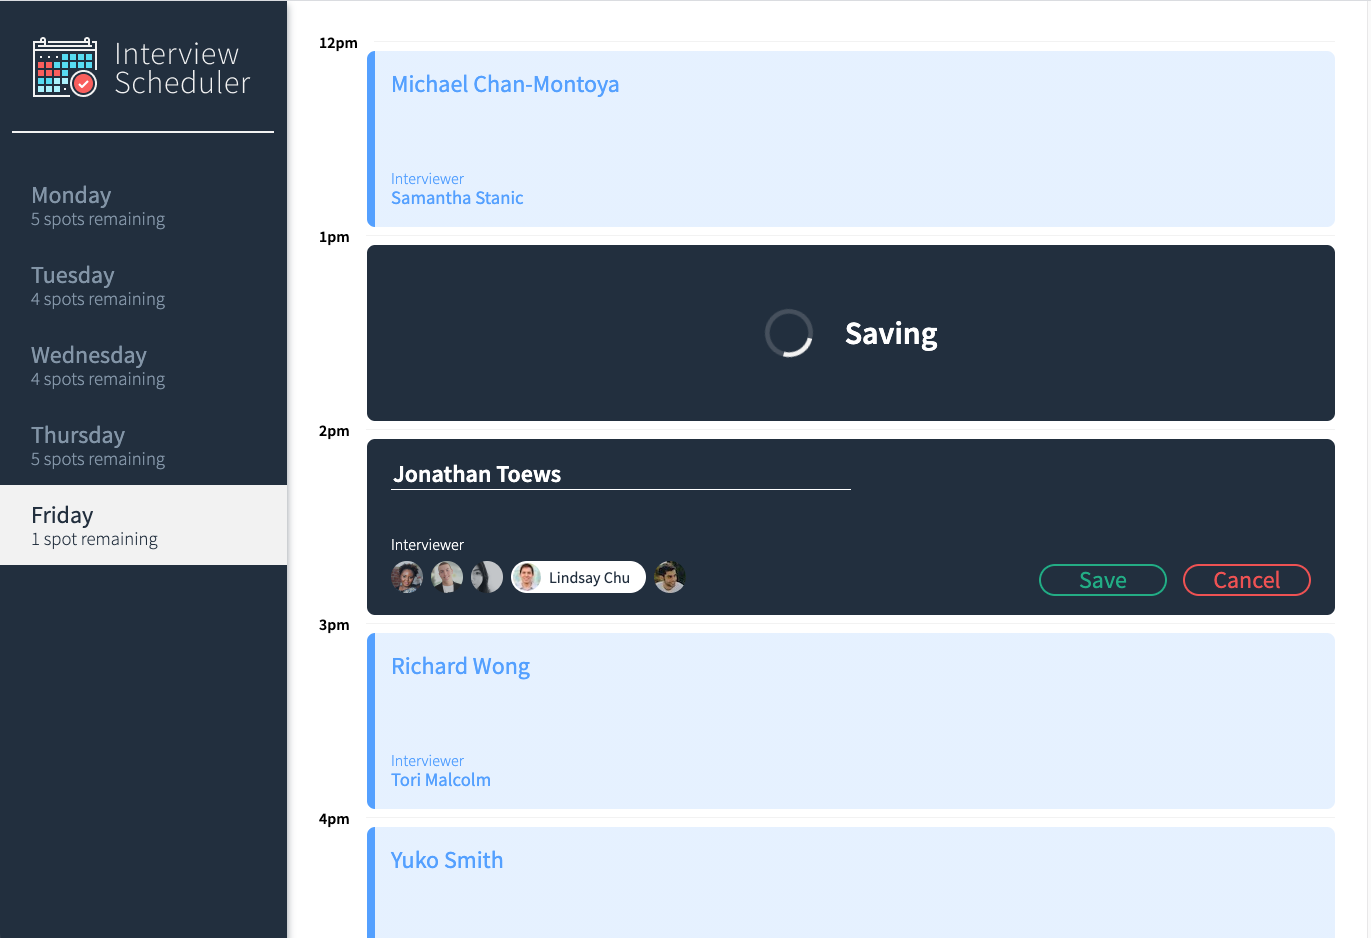 Interview
Scheduler
Monday
5 spots remaining
Tuesday
4 spots remaining
Wednesday
4 spots remaining
Thursday
5 spots remaining
Friday
1 spot remaining
12pm
Michael Chan-Montoya
Interviewer
Samantha Stanic
1pm
Saving
2pm
Jonathan Toews
Interviewer
Lindsay Chu
Save
Cancel
3pm
Richard Wong
Interviewer
Tori Malcolm
4pm
Yuko Smith